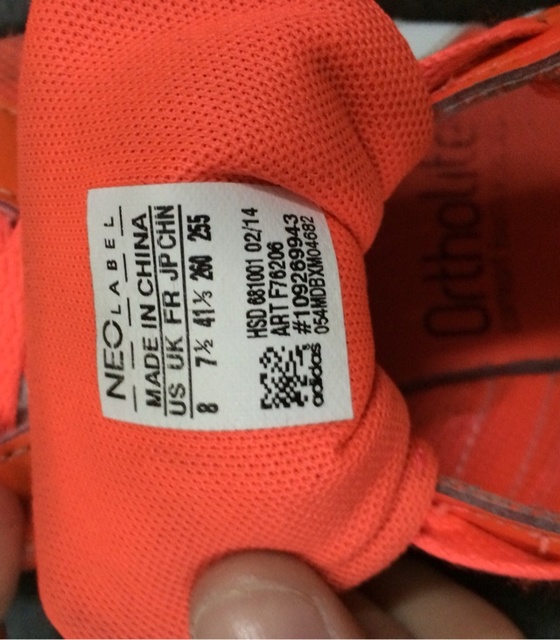 NEO LABEL
MADE IN CHINA
US UK FR JP CHN
8 7½ 41⅓ 260 255
HSD 681001 02/14
ART F76206
#109269943
054MDBXM04682
adidas
Ortholite